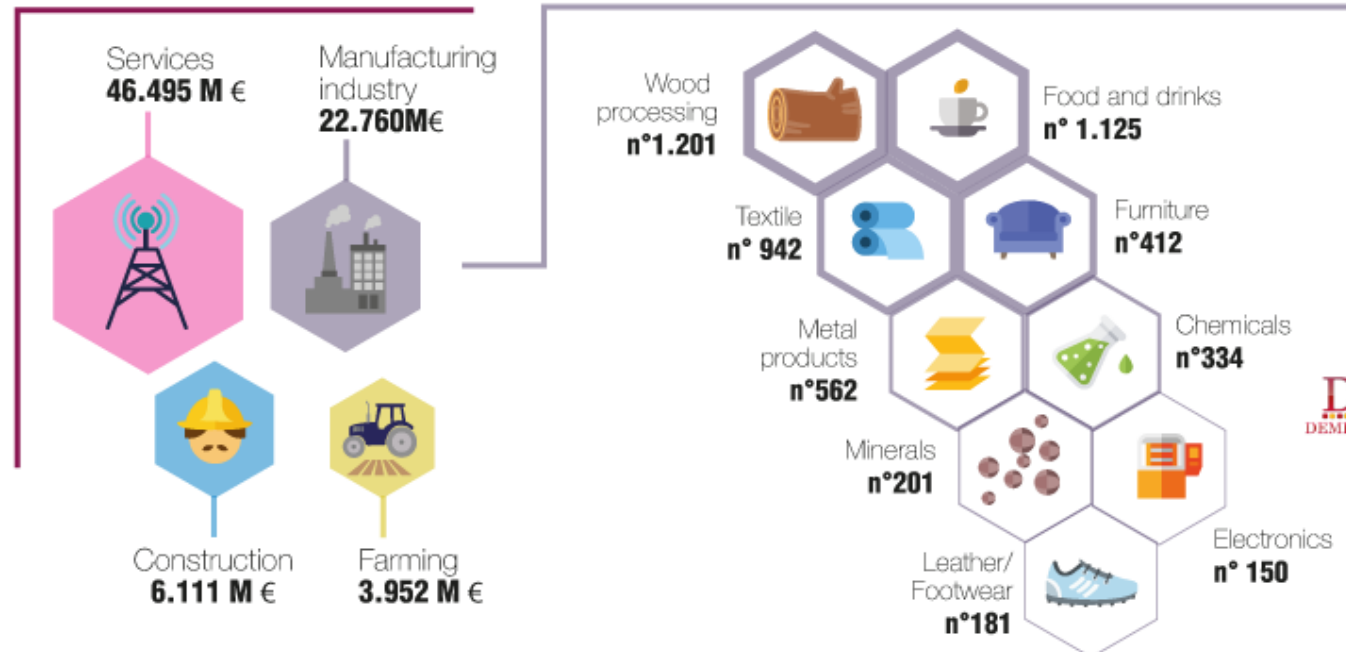 Services
46.495 M €
Manufacturing
industry
22.760M€
Construction
6.111 M €
Farming
3.952 M €
Wood
processing
n°1.201
Food and drinks
n° 1.125
Textile
n° 942
Furniture
n°412
Metal
products
n°562
Chemicals
n°334
Minerals
n°201
Electronics
n° 150
Leather/
Footwear
n°181